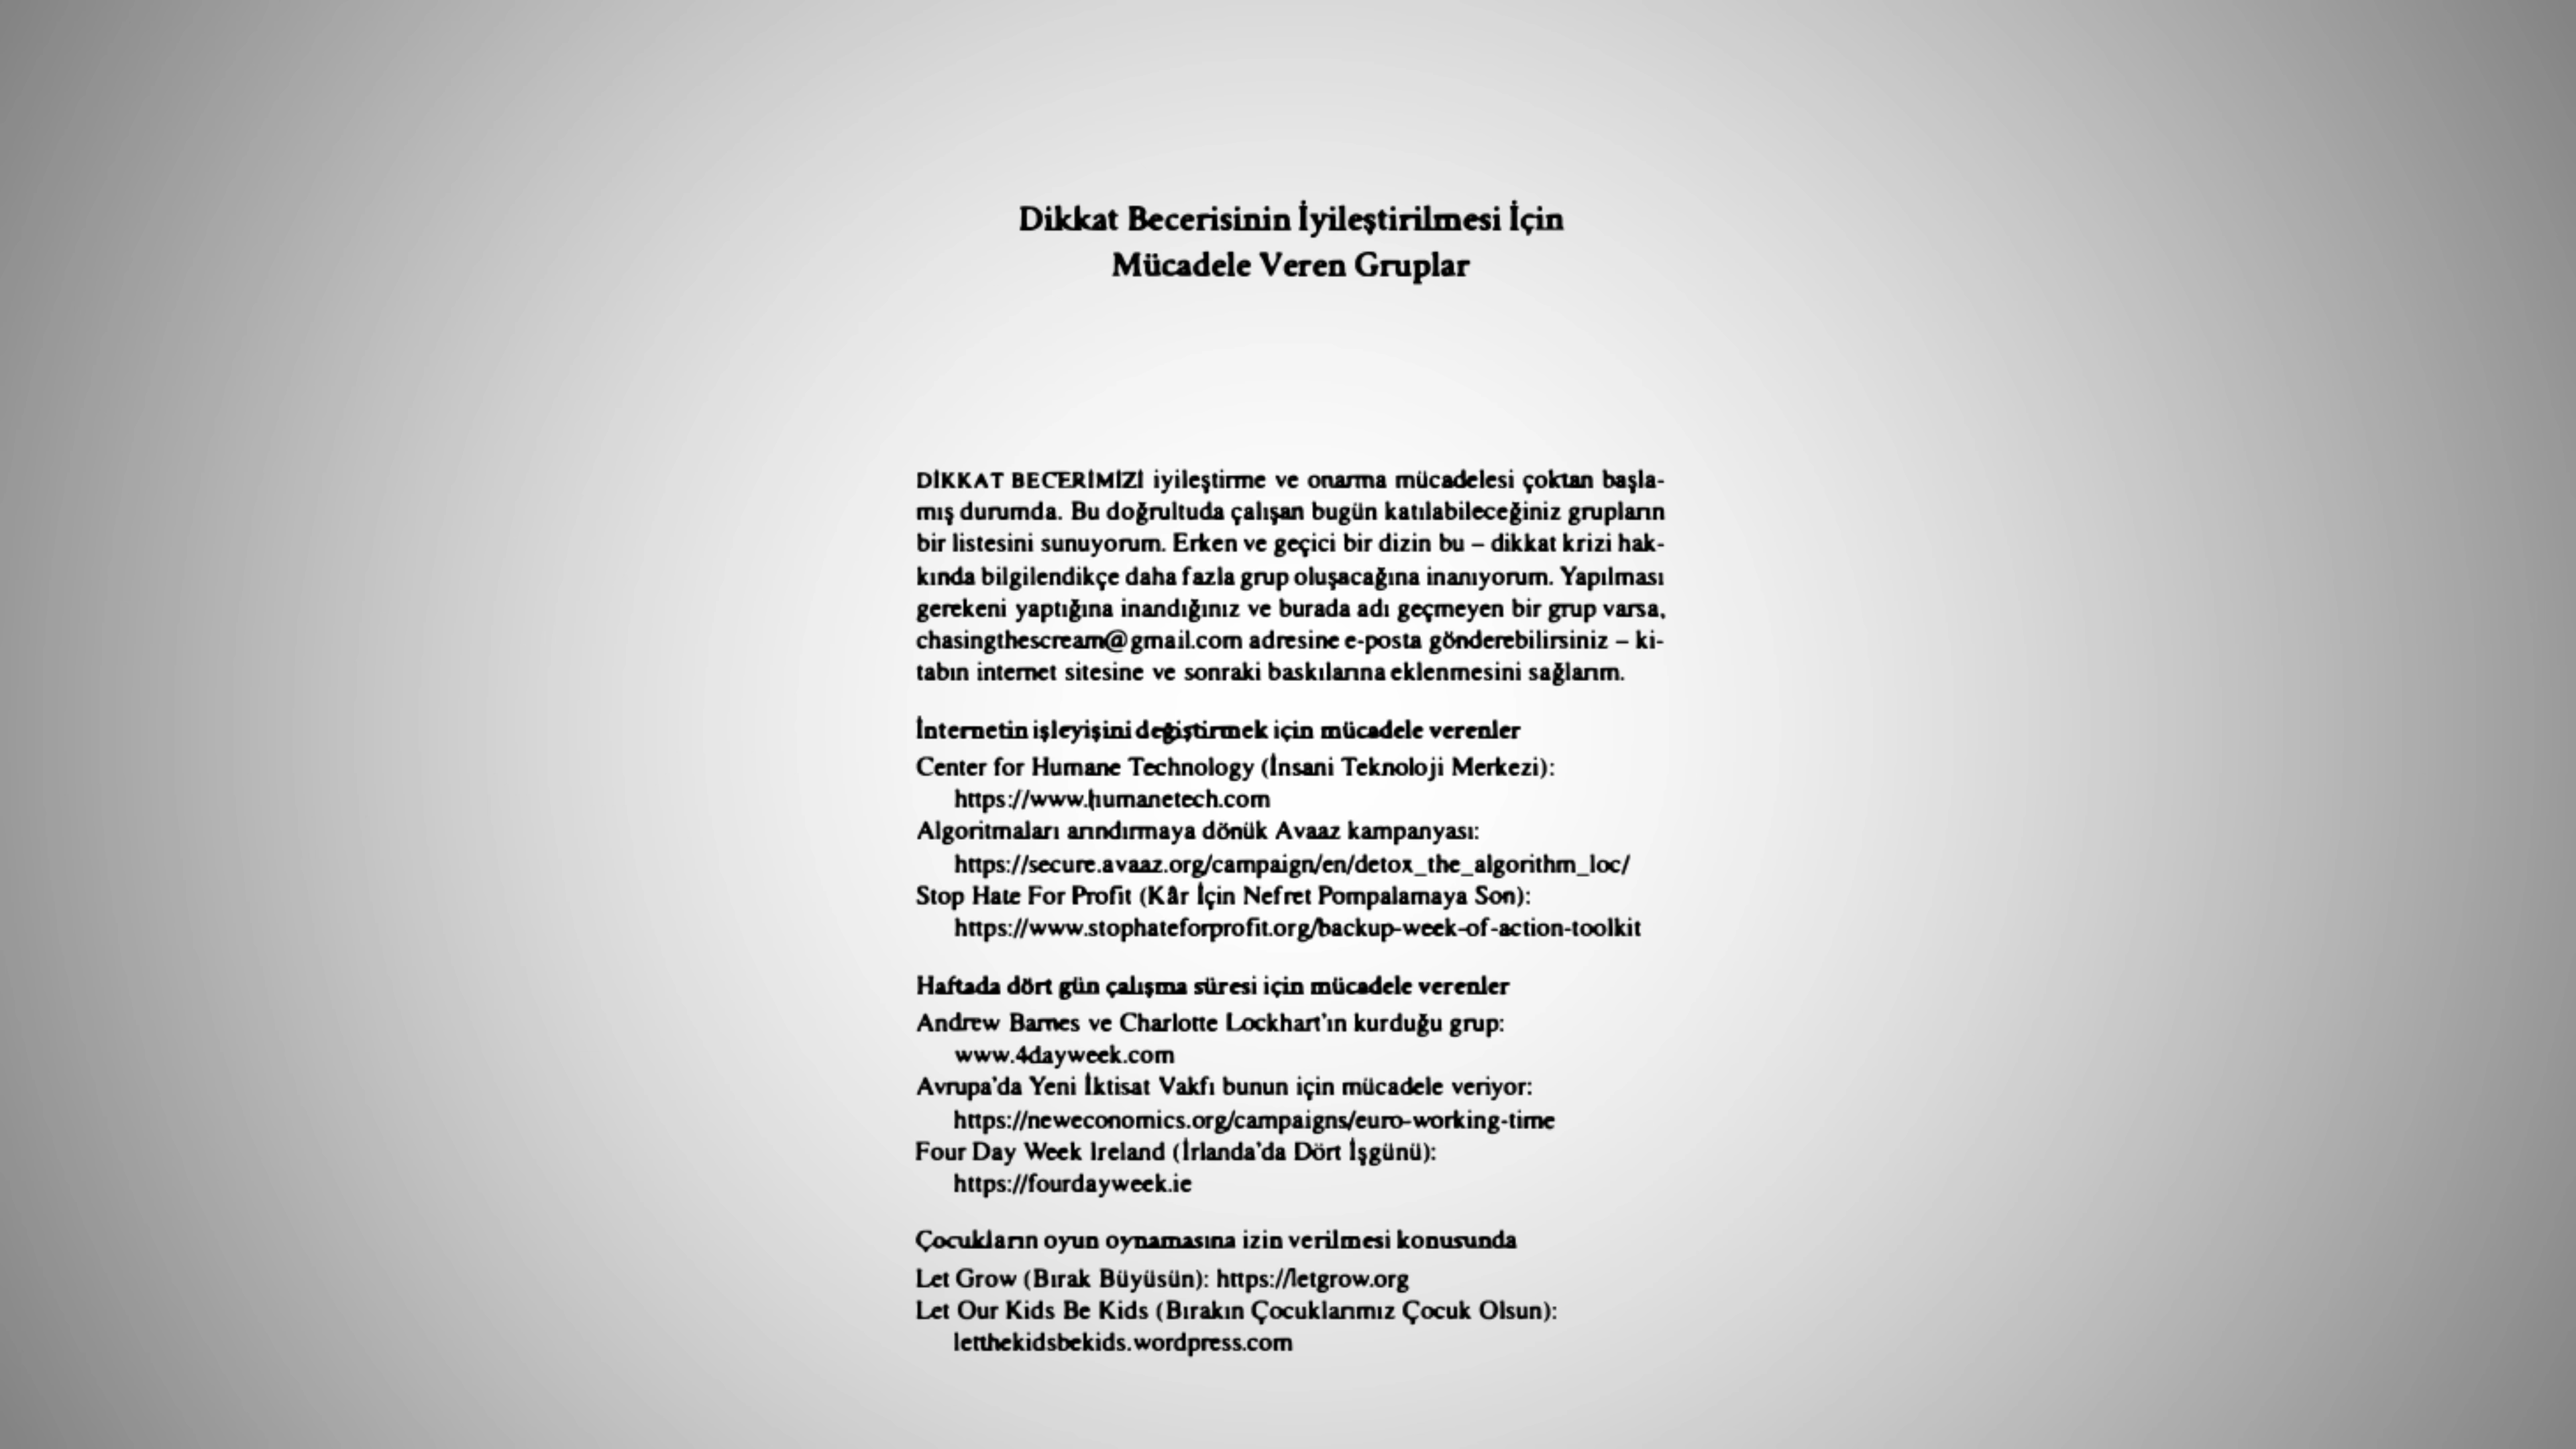 Dikkat Becerisinin İyileştirilmesi İçin
Mücadele Veren Gruplar
DİKKAT BECERİMİZİ iyileştirme ve onarma mücadelesi çoktan başla-
mış durumda. Bu doğrultuda çalışan bugün katılabileceğiniz grupların
bir listesini sunuyorum. Erken ve geçici bir dizin bu – dikkat krizi hak-
kında bilgilendikçe daha fazla grup oluşacağına inanıyorum. Yapılması
gerekeni yaptığına inandığınız ve burada adı geçmeyen bir grup varsa,
chasingthescream@gmail.com adresine e-posta gönderebilirsiniz – ki-
tabın internet sitesine ve sonraki baskılarına eklenmesini sağlarım.
İnternetin işleyişini değiştirmek için mücadele verenler
Center for Humane Technology (İnsani Teknoloji Merkezi):
https://www.humanetech.com
Algoritmaları arındırmaya dönük Avaaz kampanyası:
https://secure.avaaz.org/campaign/en/detox_the_algorithm_loc/
Stop Hate For Profit (Kâr İçin Nefret Pompalamaya Son):
https://www.stophateforprofit.org/backup-week-of-action-toolkit
Haftada dört gün çalışma süresi için mücadele verenler
Andrew Barnes ve Charlotte Lockhart'ın kurduğu grup:
www.4dayweek.com
Avrupa'da Yeni İktisat Vakfı bunun için mücadele veriyor:
https://neweconomics.org/campaigns/euro-working-time
Four Day Week Ireland (İrlanda'da Dört İşgünü):
https://fourdayweek.ie
Çocukların oyun oynamasına izin verilmesi konusunda
Let Grow (Bırak Büyüsün): https://letgrow.org
Let Our Kids Be Kids (Bırakın Çocuklarımız Çocuk Olsun):
letthekidsbekids.wordpress.com